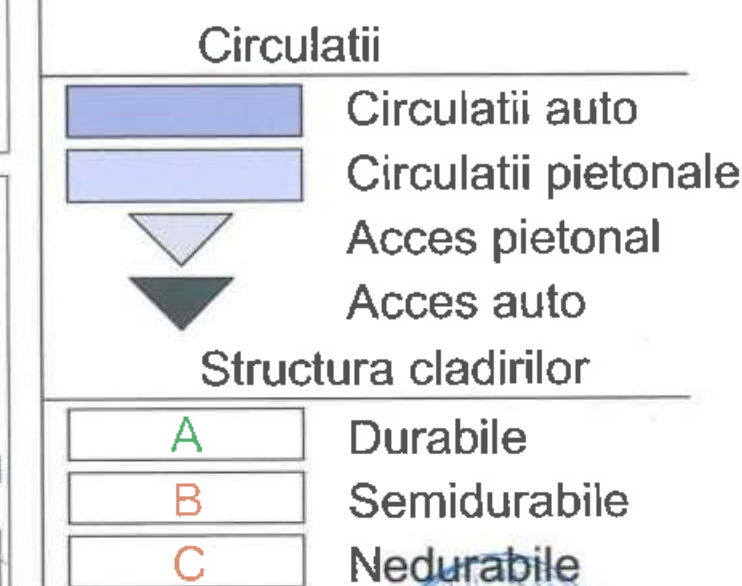 Circulatii
Circulatii auto
Circulatii pietonale
Acces pietonal
Acces auto
Structura cladirilor
A Durabile
B Semidurabile
C Nedurabile